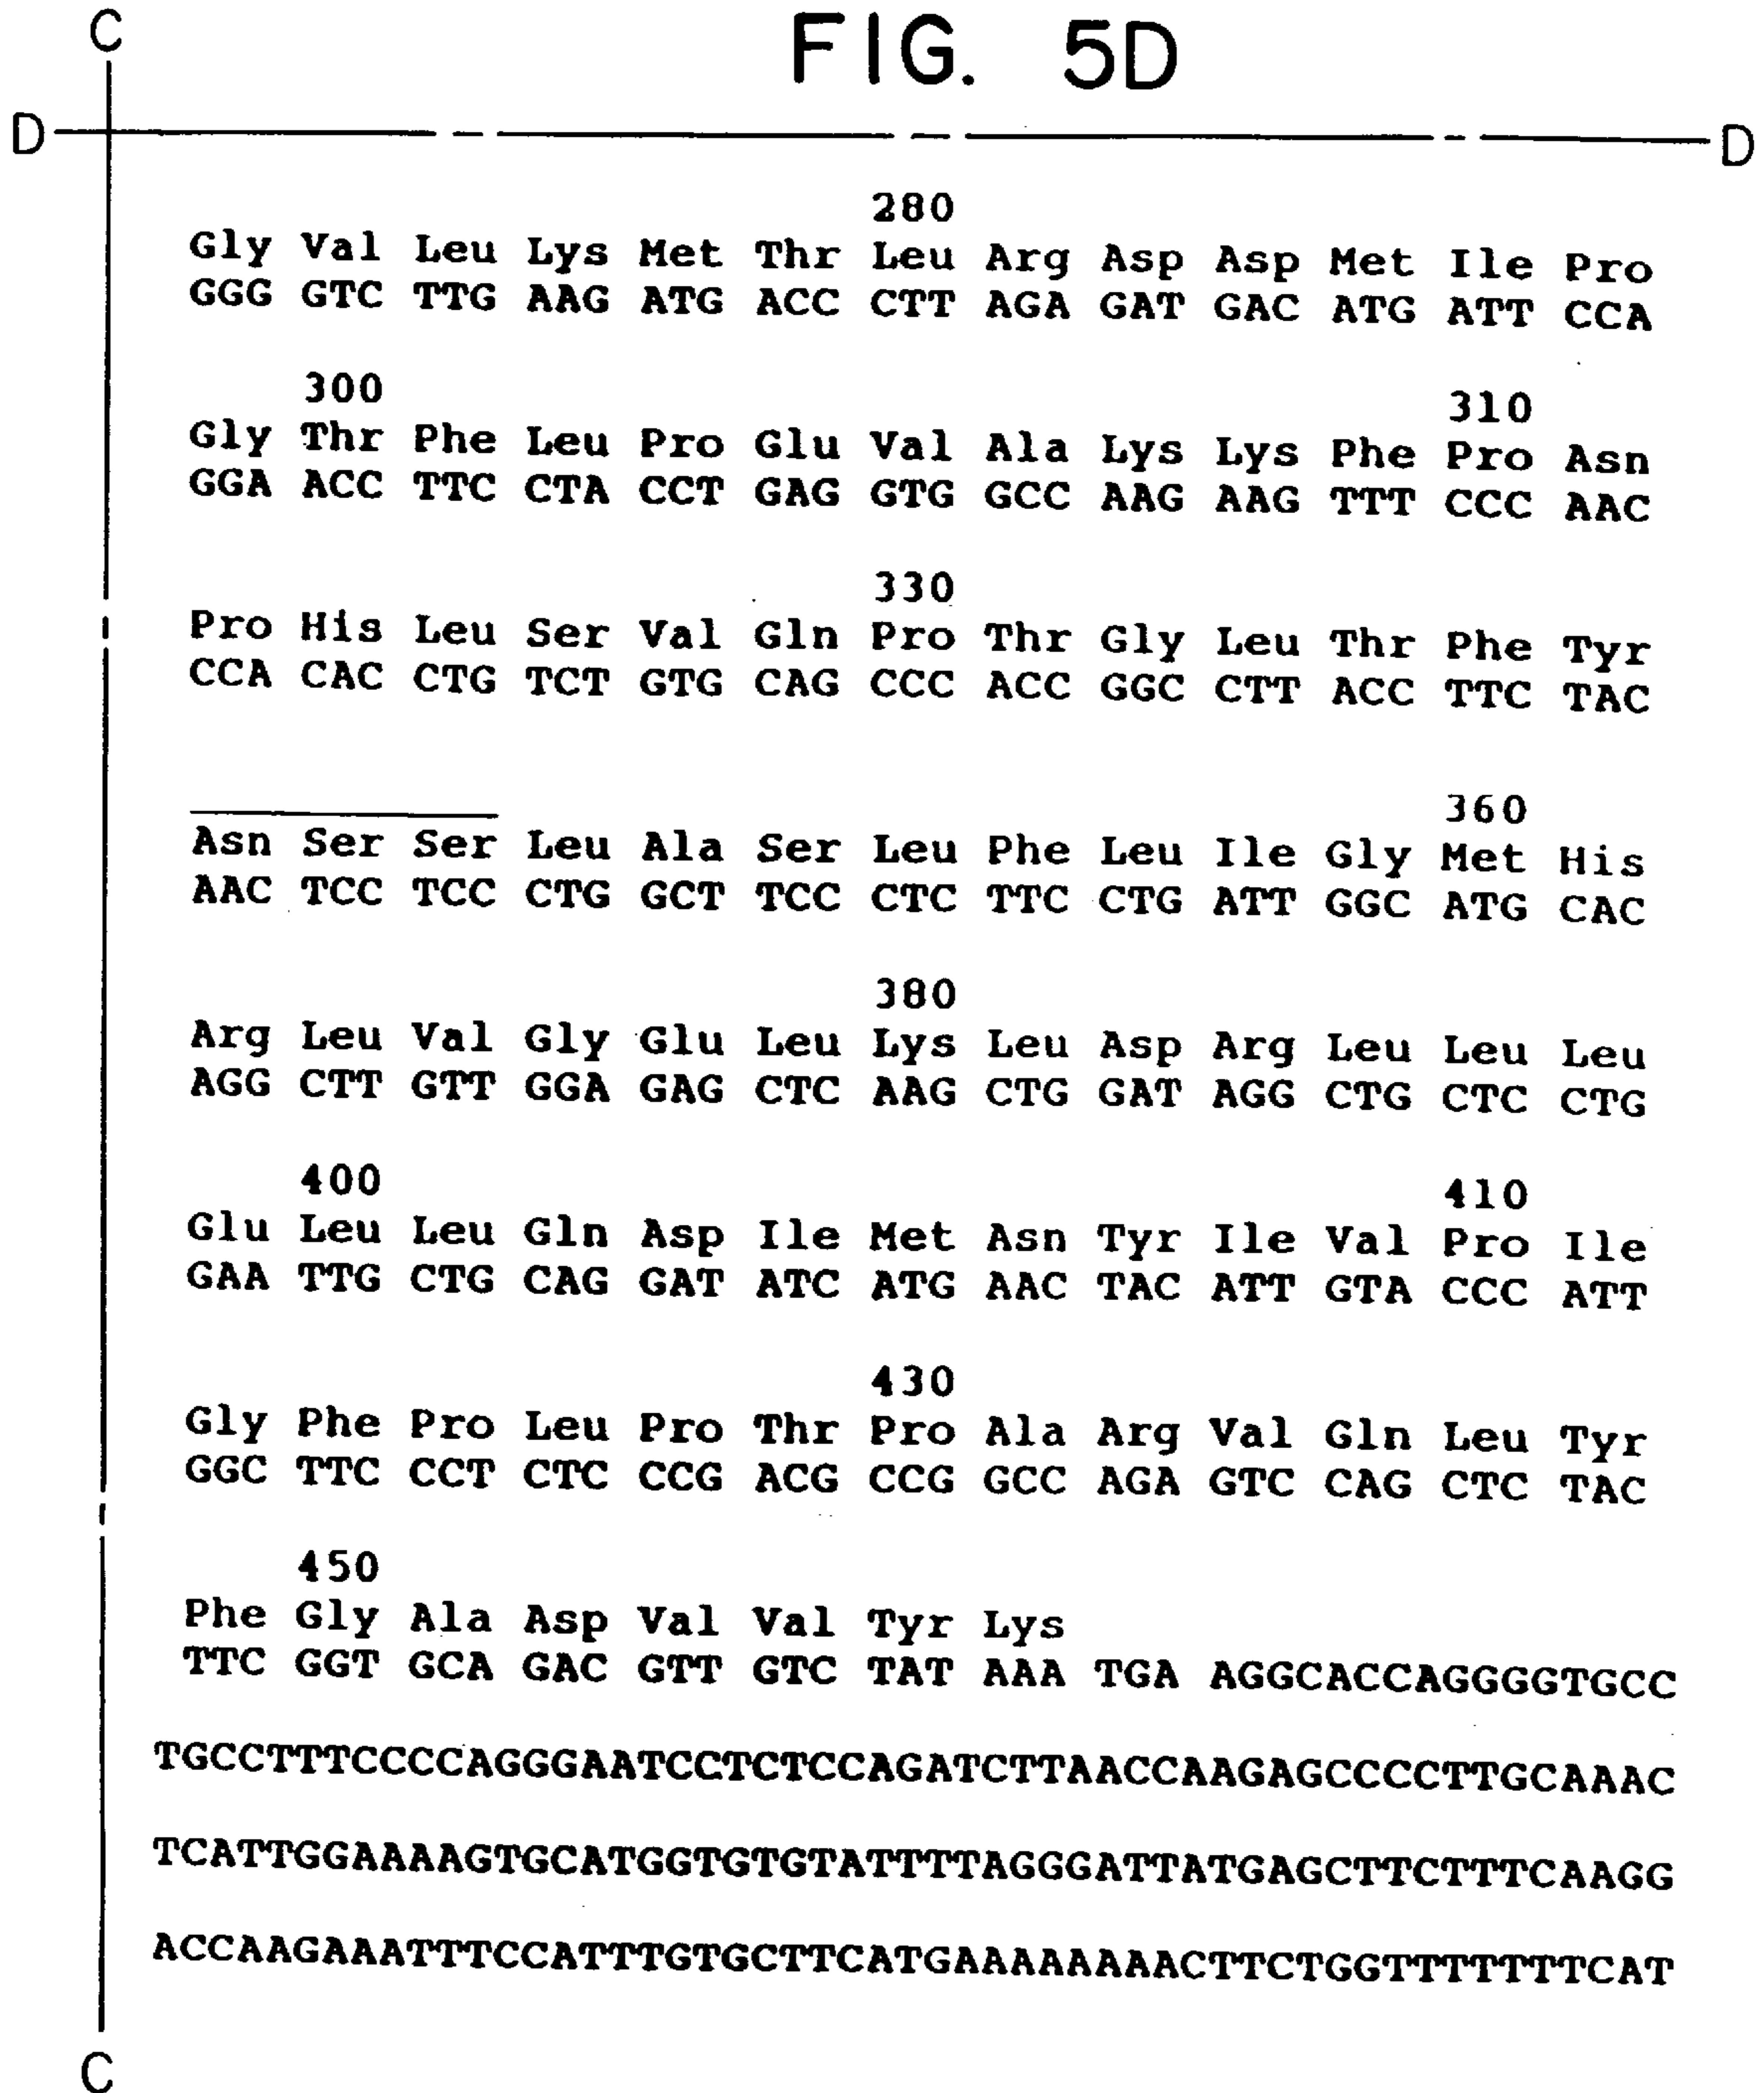 FIG. 5D
C
D D
280
Gly Val Leu Lys Met Thr Leu Arg Asp Asp Met Ile Pro
GGG GTC TTG AAG ATG ACC CTT AGA GAT GAC ATG ATT CCA
300 310
Gly Thr Phe Leu Pro Glu Val Ala Lys Lys Phe Pro Asn
GGA ACC TTC CTA CCT GAG GTG GCC AAG AAG TTT CCC AAC
330
Pro His Leu Ser Val Gln Pro Thr Gly Leu Thr Phe Tyr
CCA CAC CTG TCT GTG CAG CCC ACC GGC CTT ACC TTC TAC
360
Asn Ser Ser Leu Ala Ser Leu Phe Leu Ile Gly Met His
AAC TCC TCC CTG GCT TCC CTC TTC CTG ATT GGC ATG CAC
380
Arg Leu Val Gly Glu Leu Lys Leu Asp Arg Leu Leu Leu
AGG CTT GTT GGA GAG CTC AAG CTG GAT AGG CTG CTC CTG
400 410
Glu Leu Leu Gln Asp Ile Met Asn Tyr Ile Val Pro Ile
GAA TTG CTG CAG GAT ATC ATG AAC TAC ATT GTA CCC ATT
430
Gly Phe Pro Leu Pro Thr Pro Ala Arg Val Gln Leu Tyr
GGC TTC CCT CTC CCG ACG CCG GCC AGA GTC CAG CTC TAC
450
Phe Gly Ala Asp Val Val Tyr Lys
TTC GGT GCA GAC GTT GTC TAT AAA TGA AGGCACCAGGGGTGCC
TGCCTTTCCCCAGGGAATCCTCTCCAGATCTTAACCAAGAGCCCCTTGCAAAC
TCATTGGAAAAGTGCATGGTGTGTATTTTAGGGATTATGAGCTTCTTTCAAGG
ACCAAGAAATTTCCATTTGTGCTTCATGAAAAAAAACTTCTGGTTTTTTTCAT
C